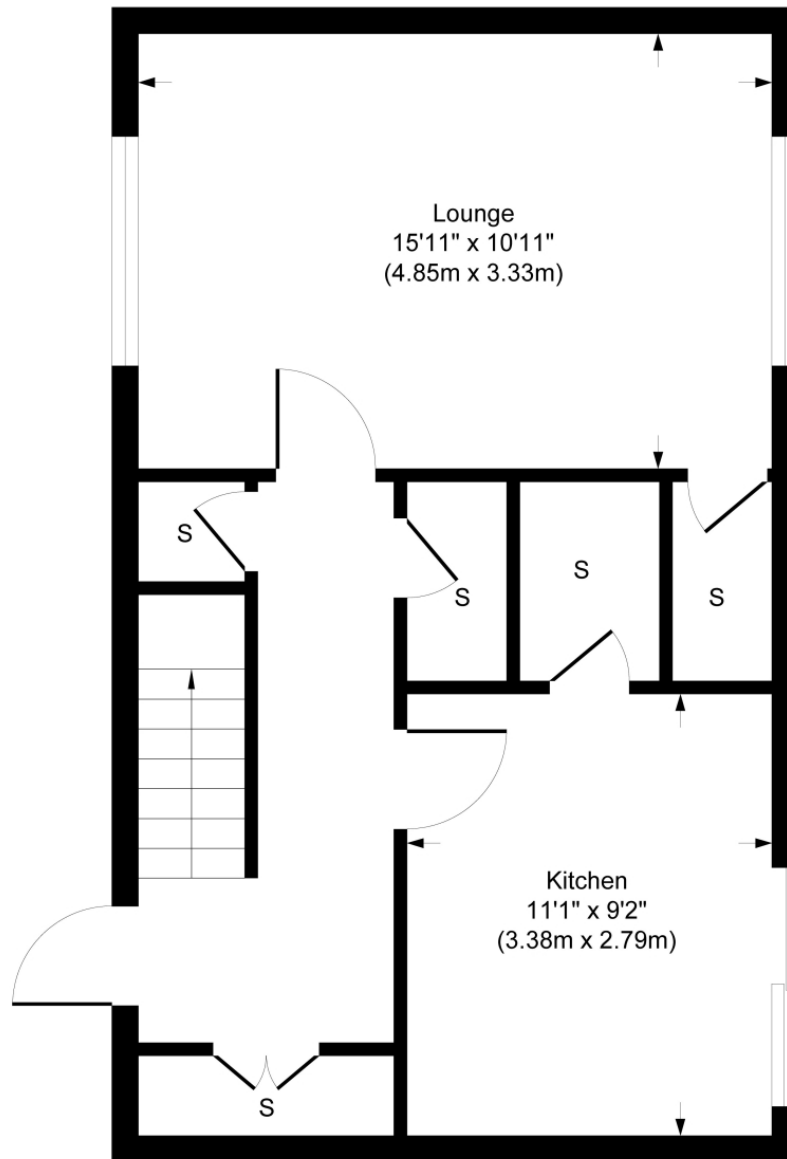 Lounge
15'11" x 10'11"
(4.85m x 3.33m)
S
S
S
S
Kitchen
11'1" x 9'2"
(3.38m x 2.79m)
S